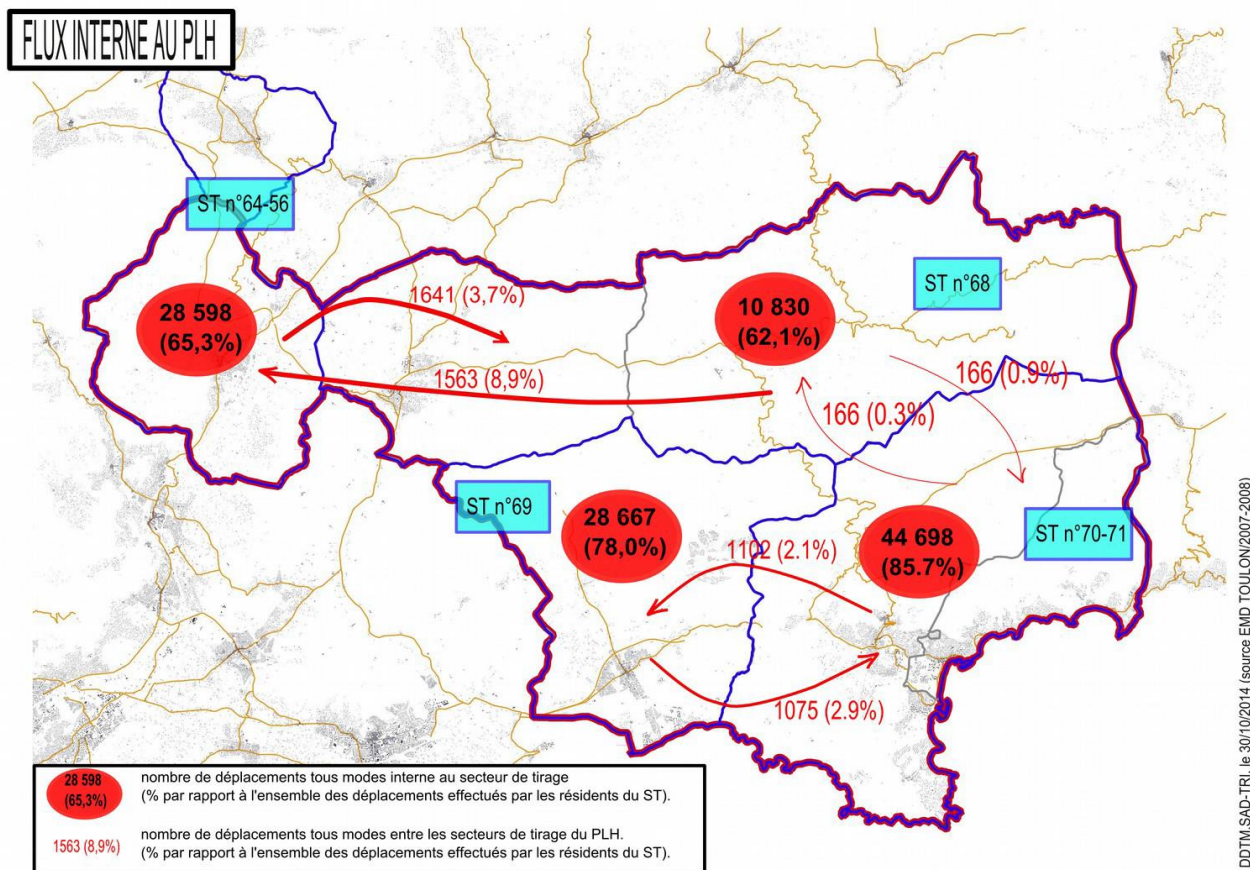 FLUX INTERNE AU PLH
ST n°64-56
28 598
(65,3%)
1641 (3,7%)
1563 (8,9%)
10 830
(62,1%)
ST n°68
166 (0.9%)
166 (0.3%)
ST n°69
28 667
(78,0%)
1102 (2.1%)
44 698
(85.7%)
ST n°70-71
1075 (2.9%)
28 598
(65,3%)
nombre de déplacements tous modes interne au secteur de tirage
(% par rapport à l'ensemble des déplacements effectués par les résidents du ST).
1563 (8,9%)
nombre de déplacements tous modes entre les secteurs de tirage du PLH.
(% par rapport à l'ensemble des déplacements effectués par les résidents du ST).
DDTM.SAD-TRI. le 30/10/2014 (source EMD TOULON/2007-2008)